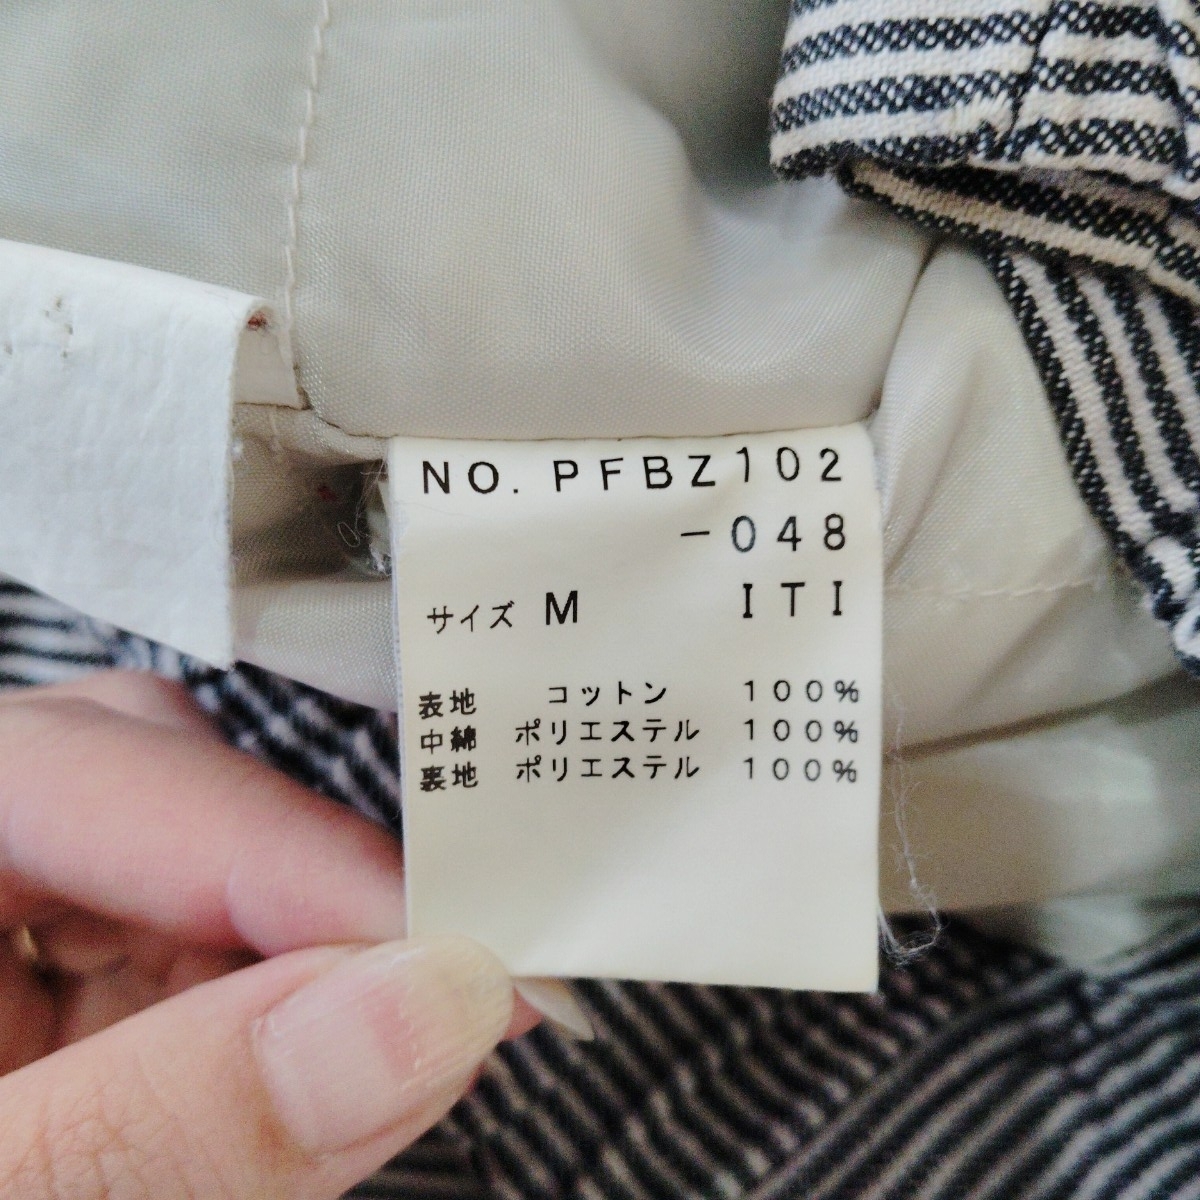 NO. PFBZ102
-048
サイズ M ITI
表地 コットン 100%
中綿 ポリエステル 100%
裏地 ポリエステル 100%